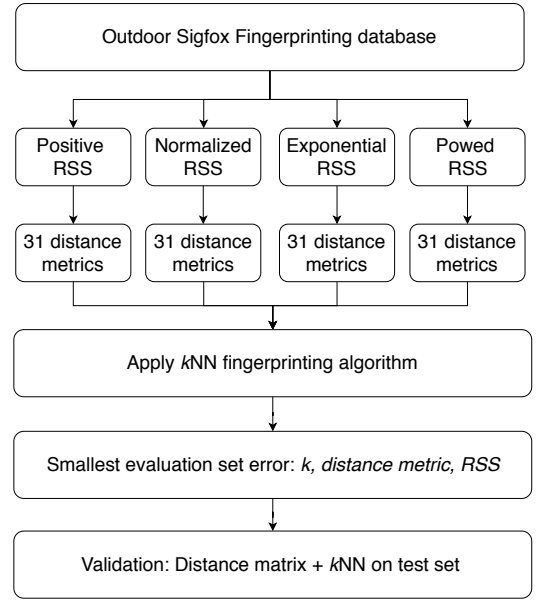 Outdoor Sigfox Fingerprinting database
Positive
RSS
Normalized
RSS
Exponential
RSS
Powed
RSS
31 distance
metrics
31 distance
metrics
31 distance
metrics
31 distance
metrics
Apply kNN fingerprinting algorithm
Smallest evaluation set error: k, distance metric, RSS
Validation: Distance matrix + kNN on test set